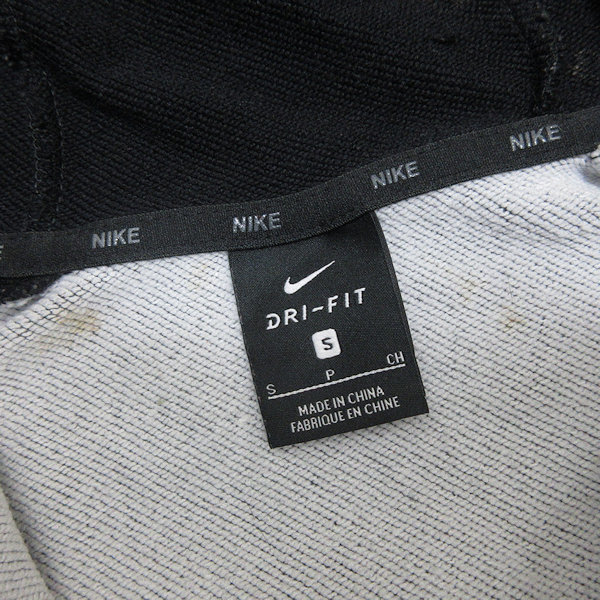 NIKE NIKE NIKE NIKE
DRI-FIT
S
S P CH
MADE IN CHINA
FABRIQUE EN CHINE